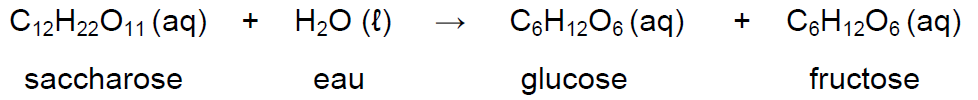 C₁₂H₂₂O₁₁ (aq) + H₂O (ℓ) → C₆H₁₂O₆ (aq) + C₆H₁₂O₆ (aq)
saccharose eau glucose fructose